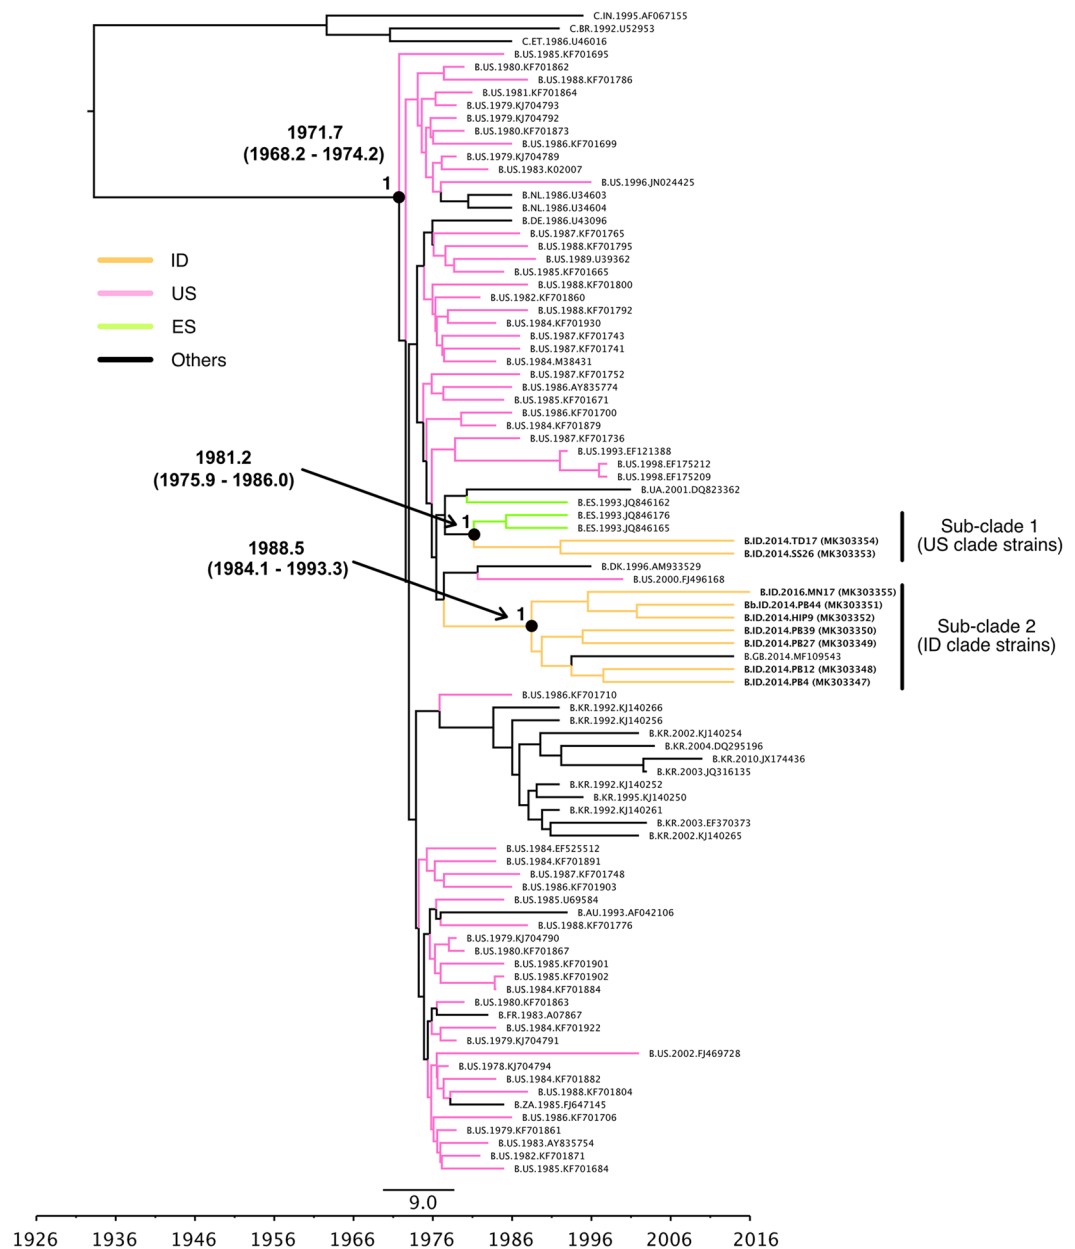 C.IN.1995.AF067155
C.BR.1992.U52953
C.ET.1986.U46016
B.US.1985.KF701695
B.US.1980.KF701862
B.US.1988.KF701786
B.US.1981.KF701864
B.US.1979.KJ704793
B.US.1979.KJ704792
B.US.1980.KF701873
B.US.1986.KF701699
B.US.1979.KJ704789
B.US.1983.K02007
B.US.1996.JN024425
B.NL.1986.U34603
B.NL.1986.U34604
B.DE.1986.U43096
B.US.1987.KF701765
B.US.1988.KF701795
B.US.1989.U39362
B.US.1985.KF701665
B.US.1988.KF701800
B.US.1982.KF701860
B.US.1988.KF701792
B.US.1984.KF701930
B.US.1987.KF701743
B.US.1987.KF701741
B.US.1984.M38431
B.US.1987.KF701752
B.US.1986.AY835774
B.US.1985.KF701671
B.US.1986.KF701700
B.US.1984.KF701879
B.US.1987.KF701736
B.US.1993.EF121388
B.US.1998.EF175212
B.US.1998.EF175209
B.UA.2001.DQ823362
B.ES.1993.JQ846162
B.ES.1993.JQ846176
B.ES.1993.JQ846165
B.ID.2014.TD17 (MK303354)
B.ID.2014.SS26 (MK303353)
B.DK.1996.AM933529
B.US.2000.FJ496168
B.ID.2016.MN17 (MK303355)
Bb.ID.2014.PB44 (MK303351)
B.ID.2014.HIP9 (MK303352)
B.ID.2014.PB39 (MK303350)
B.ID.2014.PB27 (MK303349)
B.GB.2014.MF109543
B.ID.2014.PB12 (MK303348)
B.ID.2014.PB4 (MK303347)
B.US.1986.KF701710
B.KR.1992.KJ140266
B.KR.1992.KJ140256
B.KR.2002.KJ140254
B.KR.2004.DQ295196
B.KR.2010.JX174436
B.KR.2003.JQ316135
B.KR.1992.KJ140252
B.KR.1995.KJ140250
B.KR.1992.KJ140261
B.KR.2003.EF370373
B.KR.2002.KJ140265
B.US.1984.EF525512
B.US.1984.KF701891
B.US.1987.KF701748
B.US.1986.KF701903
B.US.1985.U69584
B.AU.1993.AF042106
B.US.1988.KF701776
B.US.1979.KJ704790
B.US.1980.KF701867
B.US.1985.KF701901
B.US.1985.KF701902
B.US.1984.KF701884
B.US.1980.KF701863
B.FR.1983.A07867
B.US.1984.KF701922
B.US.1979.KJ704791
B.US.2002.FJ469728
B.US.1978.KJ704794
B.US.1984.KF701882
B.US.1988.KF701804
B.ZA.1985.FJ647145
B.US.1986.KF701706
B.US.1979.KF701861
B.US.1983.AY835754
B.US.1982.KF701871
B.US.1985.KF701684
1971.7
(1968.2 - 1974.2)
1
ID
US
ES
Others
1981.2
(1975.9 - 1986.0)
1
1988.5
(1984.1 - 1993.3)
1
Sub-clade 1
(US clade strains)
Sub-clade 2
(ID clade strains)
9.0
1926 1936 1946 1956 1966 1976 1986 1996 2006 2016